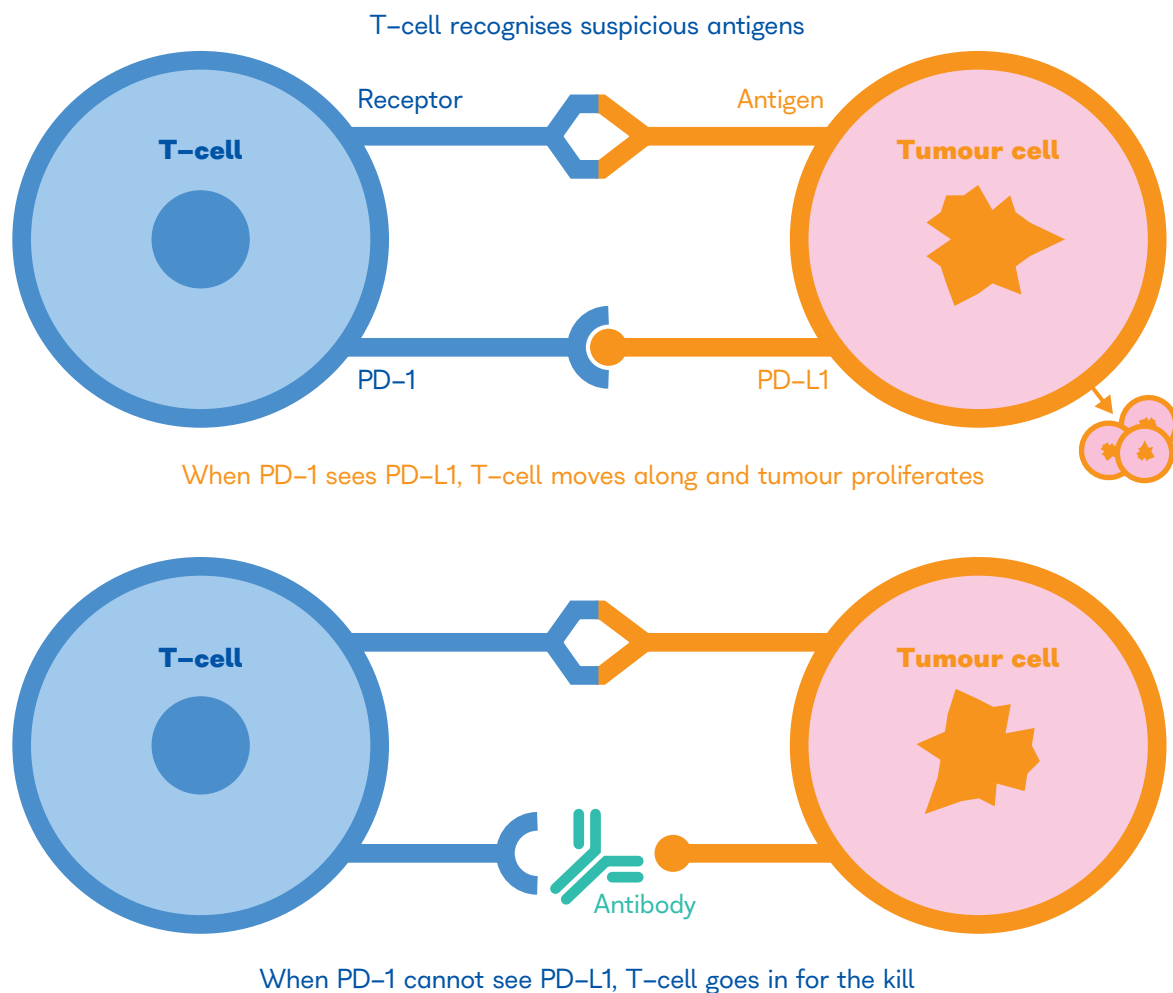 T–cell recognises suspicious antigens
Receptor
Antigen
T–cell
Tumour cell
PD–1
PD–L1
When PD–1 sees PD–L1, T–cell moves along and tumour proliferates
T–cell
Tumour cell
Antibody
When PD–1 cannot see PD–L1, T–cell goes in for the kill